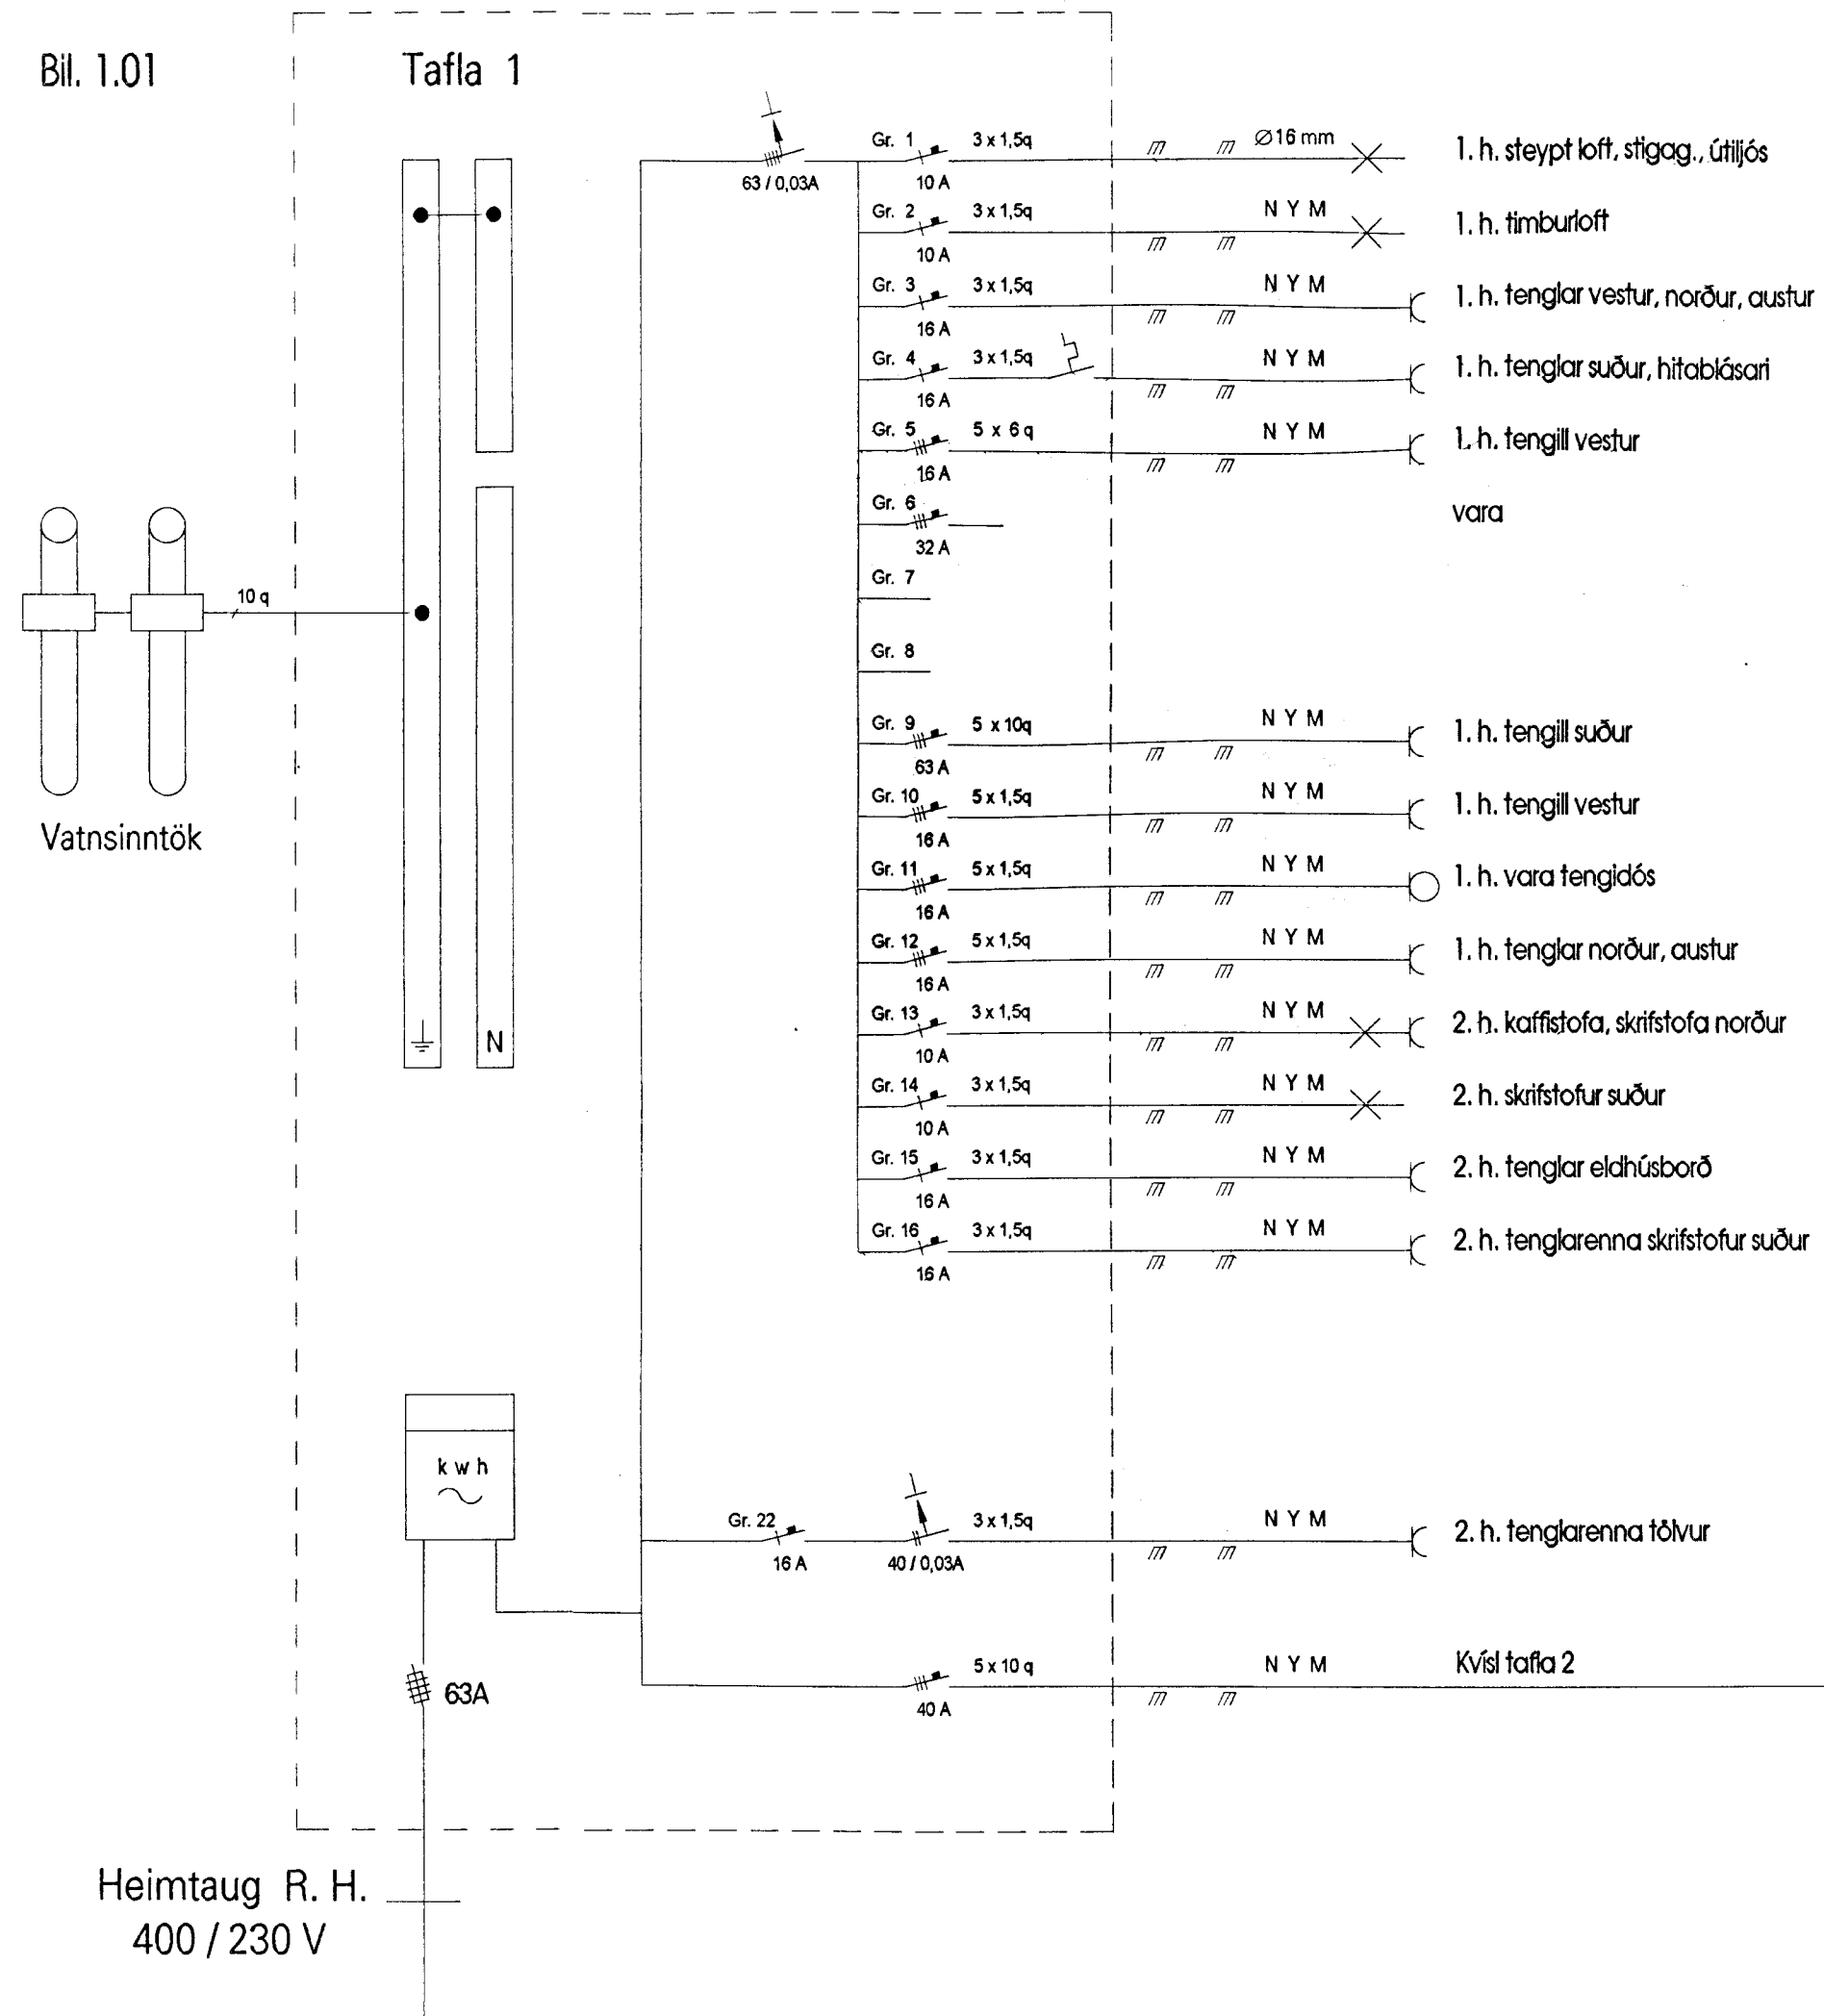 Bil. 1.01
Tafla 1
63 / 0,03A
Gr. 1 3 x 1,5q Ø16 mm 1. h. steypt loft, stigag., útiljós
10 A
Gr. 2 3 x 1,5q N Y M 1. h. timburloft
10 A
Gr. 3 3 x 1,5q N Y M 1. h. tenglar vestur, norður, austur
16 A
Gr. 4 3 x 1,5q N Y M 1. h. tenglar suður, hitablásari
16 A
Gr. 5 5 x 6 q N Y M 1. h. tengill vestur
16 A
Gr. 6 vara
32 A
Gr. 7
10 q
Gr. 8
Gr. 9 5 x 10q N Y M 1. h. tengill suður
63 A
Gr. 10 5 x 1,5q N Y M 1. h. tengill vestur
16 A
Vatnsinntök
Gr. 11 5 x 1,5q N Y M 1. h. vara tengidós
16 A
Gr. 12 5 x 1,5q N Y M 1. h. tenglar norður, austur
16 A
Gr. 13 3 x 1,5q N Y M 2. h. kaffistofa, skrifstofa norður
10 A
N
Gr. 14 3 x 1,5q N Y M 2. h. skrifstofur suður
10 A
Gr. 15 3 x 1,5q N Y M 2. h. tenglar eldhúsborð
16 A
Gr. 16 3 x 1,5q N Y M 2. h. tenglarenna skrifstofur suður
16 A
k w h
Gr. 22 3 x 1,5q N Y M 2. h. tenglarenna tölvur
16 A 40 / 0,03A
5 x 10 q N Y M Kvísl tafla 2
63A
40 A
Heimtaug R. H.
400 / 230 V